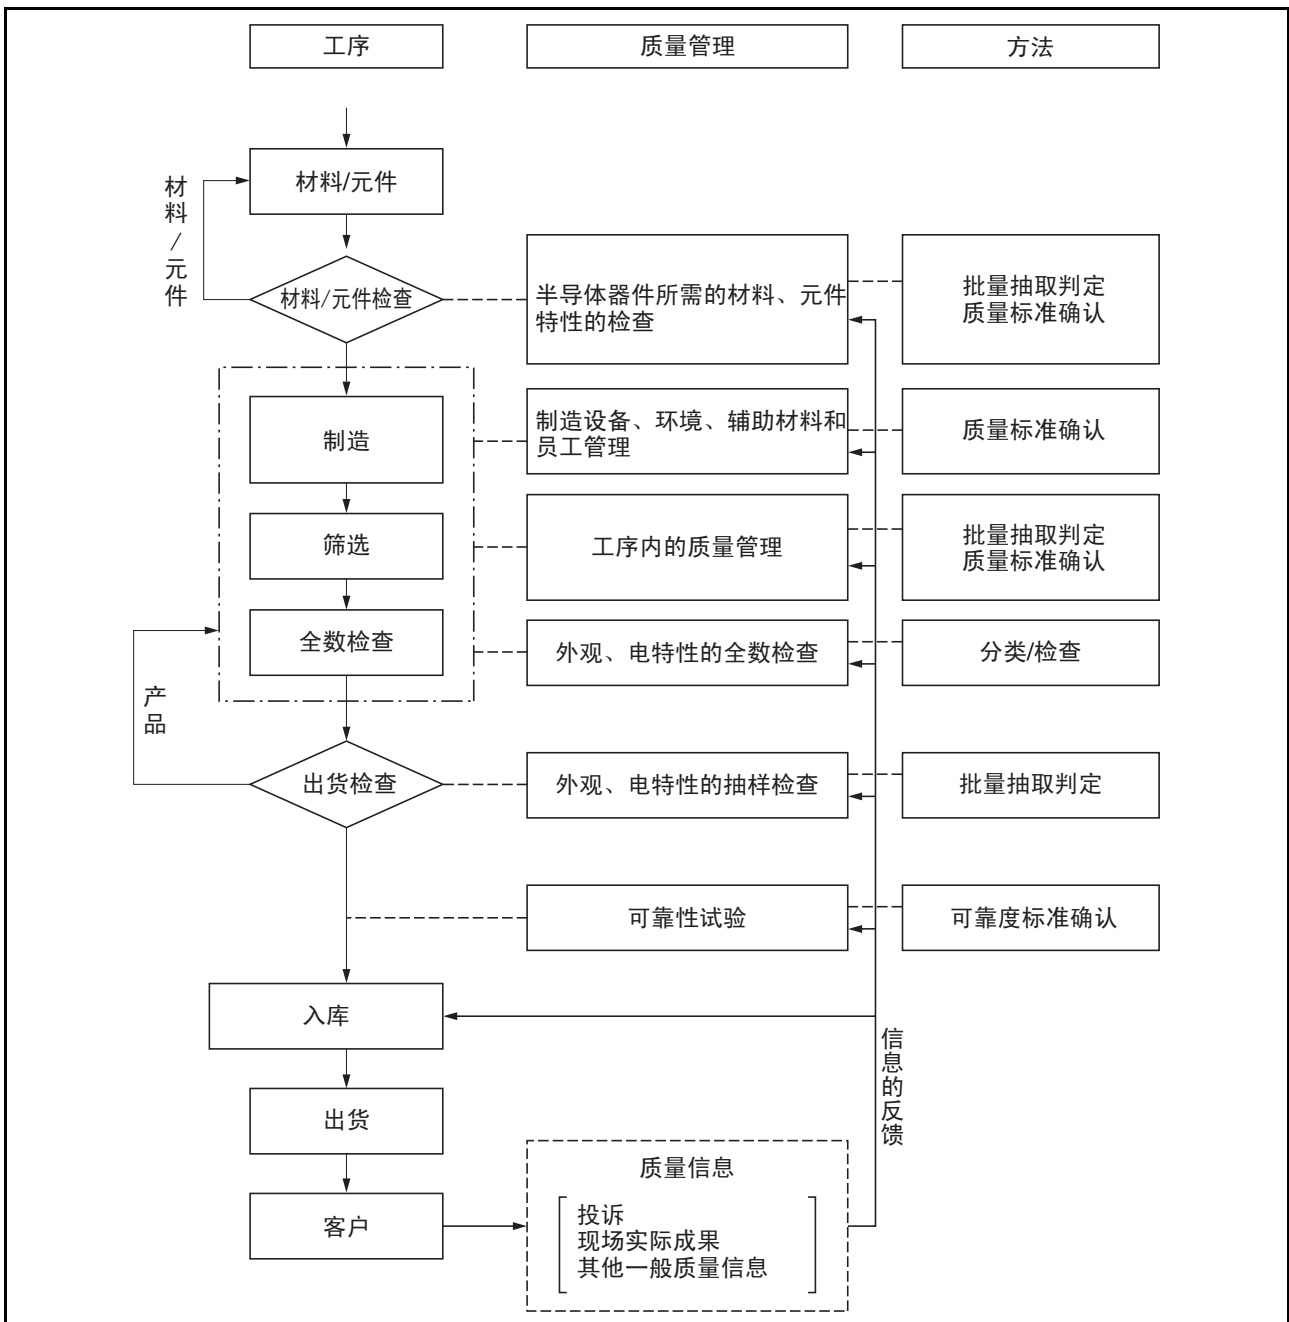 工序
质量管理
方法
材料/元件
材料/元件
材料/元件检查
半导体器件所需的材料、元件
特性的检查
批量抽取判定
质量标准确认
制造
制造设备、环境、辅助材料和
员工管理
质量标准确认
筛选
工序内的质量管理
批量抽取判定
质量标准确认
全数检查
外观、电特性的全数检查
分类/检查
产品
出货检查
外观、电特性的抽样检查
批量抽取判定
可靠性试验
可靠度标准确认
入库
信息的反馈
出货
质量信息
客户
投诉
现场实际成果
其他一般质量信息